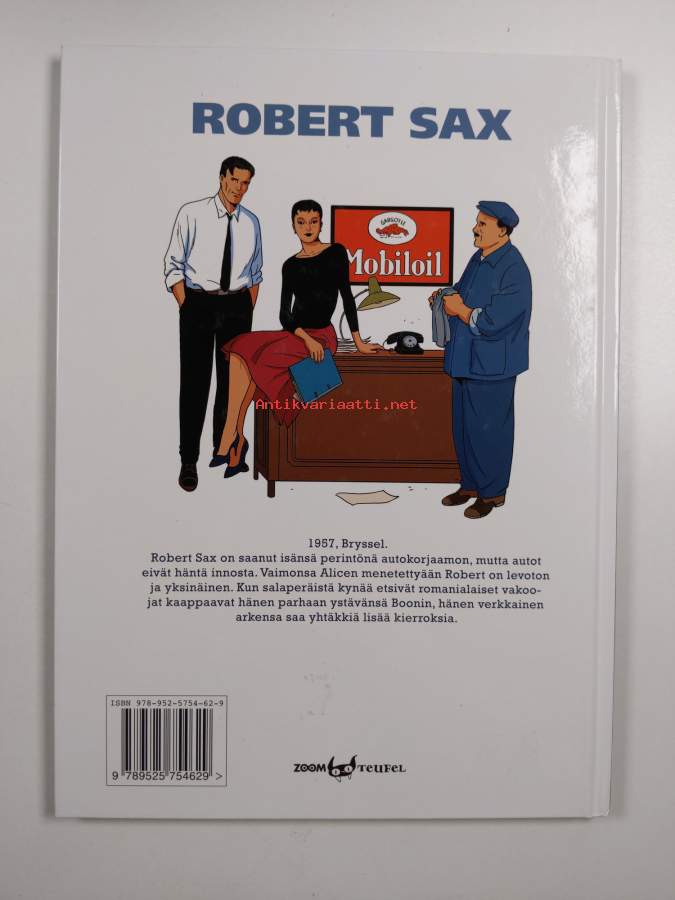 ROBERT SAX
GARGOYLE
Mobiloil
Antikvariaatti.net
1957, Bryssel.
Robert Sax on saanut isänsä perintönä autokorjaamon, mutta autot
eivät häntä innosta. Vaimonsa Alicen menetettyään Robert on levoton
ja yksinäinen. Kun salaperäistä kynää etsivät romanialaiset vakoo-
jat kaappaavat hänen parhaan ystävänsä Boonin, hänen verkkainen
arkensa saa yhtäkkiä lisää kierroksia.
ISBN 978-952-5754-62-9
9 789525 754629 >
ZOOM TEUFEL